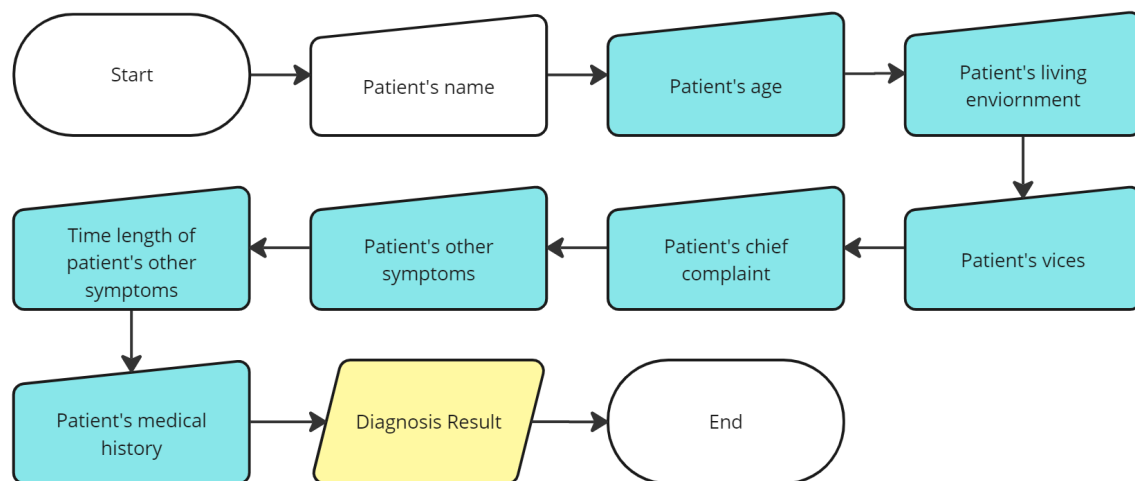 Start
Patient's name
Patient's age
Patient's living
enviornment
Patient's vices
Patient's chief
complaint
Patient's other
symptoms
Time length of
patient's other
symptoms
Patient's medical
history
Diagnosis Result
End